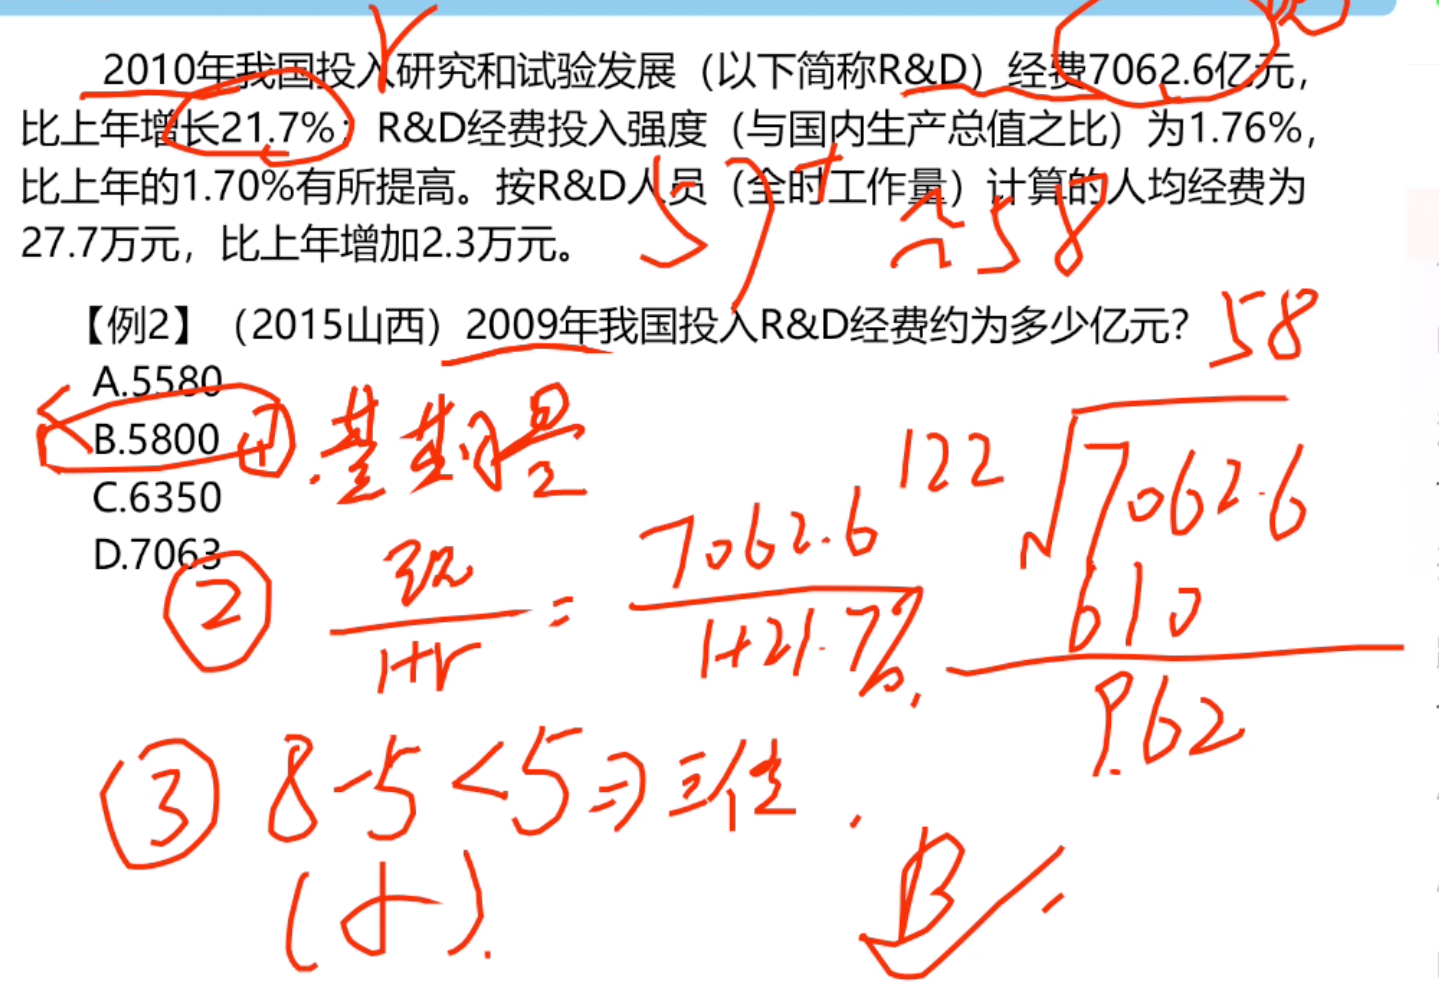 2010年我国投入研究和试验发展（以下简称R&D）经费7062.6亿元，
比上年增长21.7%；R&D经费投入强度（与国内生产总值之比）为1.76%，
比上年的1.70%有所提高。按R&D人员（全时工作量）计算的人均经费为
27.7万元，比上年增加2.3万元。
57+ ≈58
【例2】（2015山西）2009年我国投入R&D经费约为多少亿元？
58
A.5580
B.5800
① 基期量
122 7062.6
C.6350
D.7063
② 现/1+r = 7062.6/1+21.7%
610
962
③ 8-5<5⇒三位
(+)
B